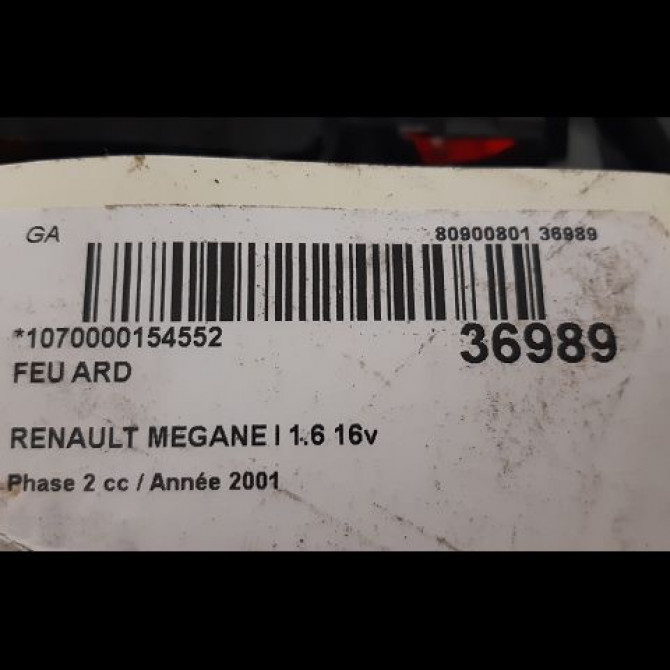 GA 80900801 36989
*1070000154552 36989
FEU ARD
RENAULT MEGANE I 1.6 16v
Phase 2 cc / Année 2001